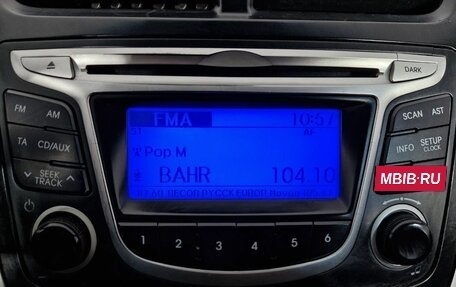 DARK
FM AM
SCAN AST
TA CD/AUX
INFO SETUP
CLOCK
SEEK
TRACK
FMA 10:57
ST AF
Pop M
BAHR 104.10
MBIB.RU
1 2 3 4 5 6